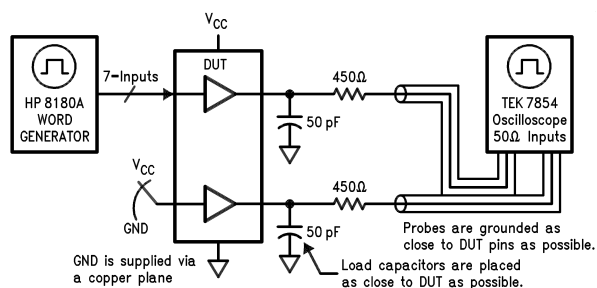 V_CC
HP 8180A
WORD
GENERATOR
7-Inputs
DUT
450Ω
50 pF
TEK 7854
Oscilloscope
50Ω Inputs
V_CC
GND
450Ω
50 pF
GND is supplied via
a copper plane
Probes are grounded as
close to DUT pins as possible.
Load capacitors are placed
as close to DUT as possible.